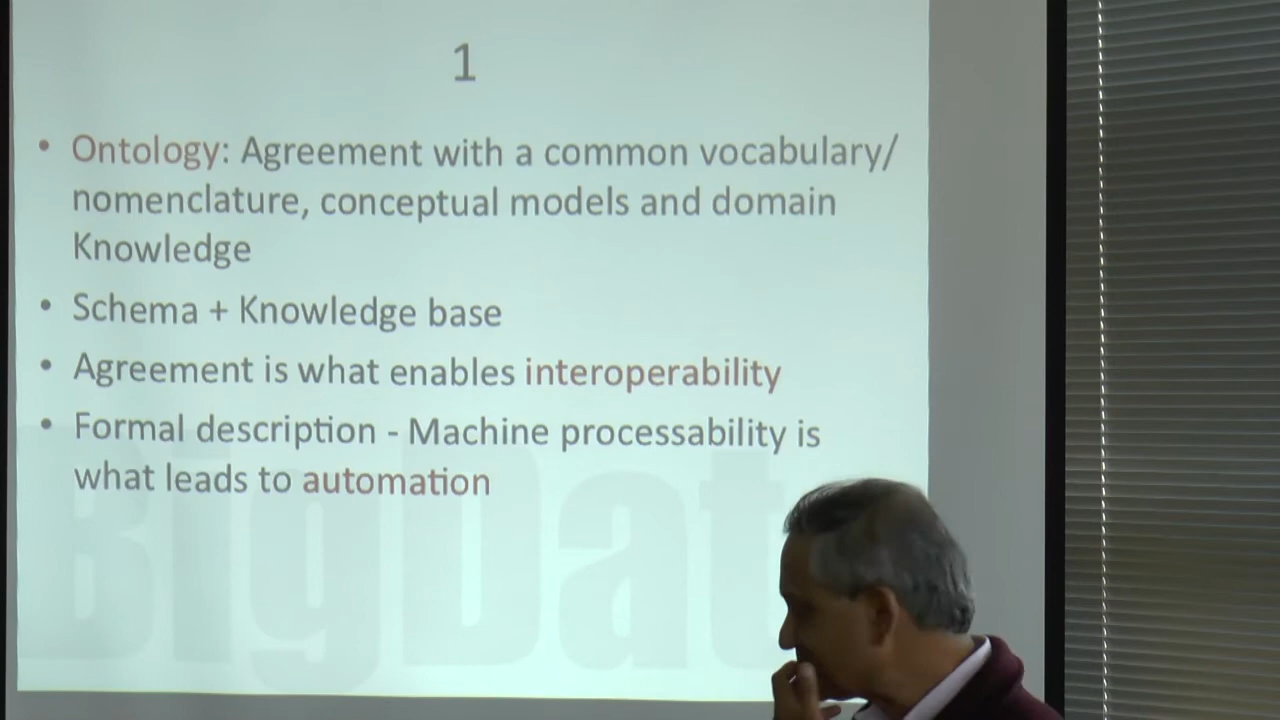 1
• Ontology: Agreement with a common vocabulary/
nomenclature, conceptual models and domain
Knowledge
• Schema + Knowledge base
• Agreement is what enables interoperability
• Formal description - Machine processability is
what leads to automation
BigDat